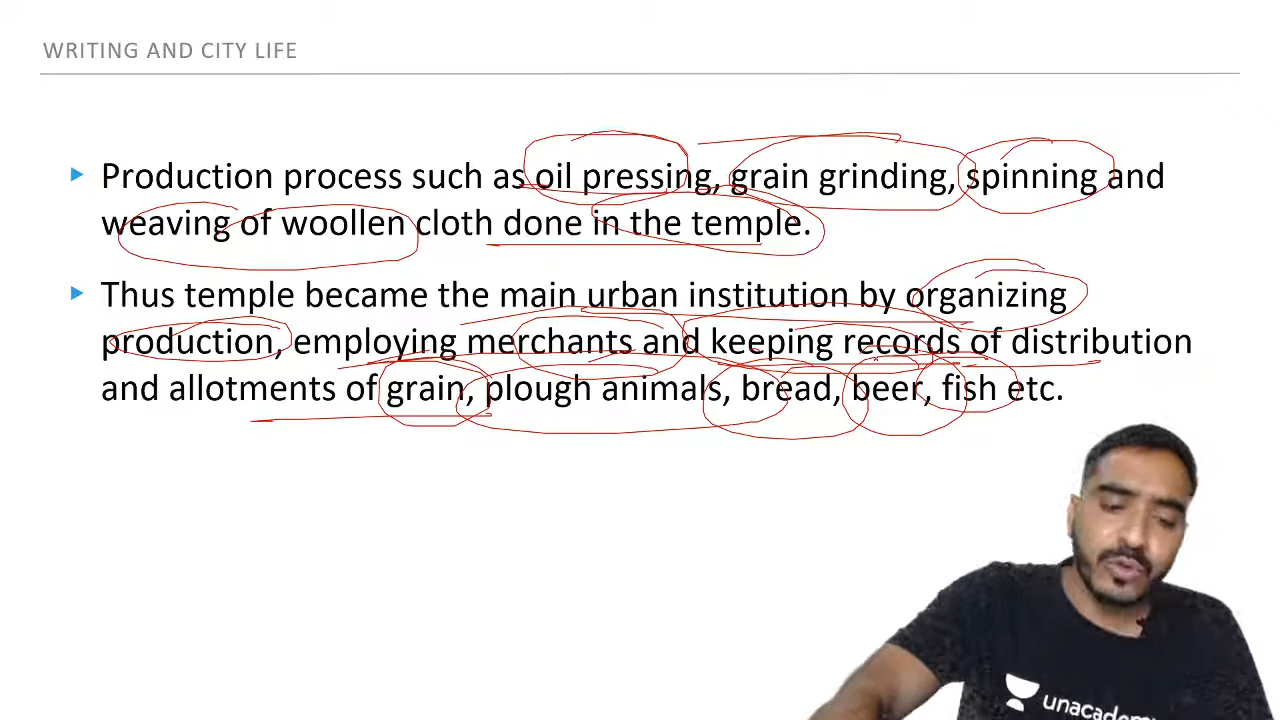 WRITING AND CITY LIFE
Production process such as oil pressing, grain grinding, spinning and
weaving of woollen cloth done in the temple.
Thus temple became the main urban institution by organizing
production, employing merchants and keeping records of distribution
and allotments of grain, plough animals, bread, beer, fish etc.
unacademy